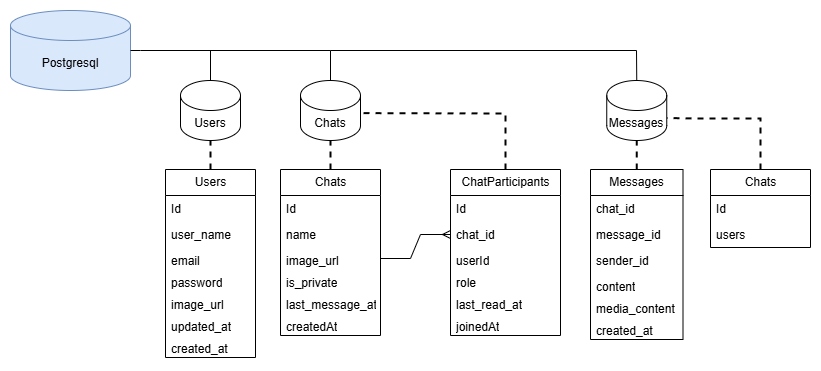 Postgresql
Users
Chats
Messages
Users
Id
user_name
email
password
image_url
updated_at
created_at
Chats
Id
name
image_url
is_private
last_message_at
createdAt
ChatParticipants
Id
chat_id
userId
role
last_read_at
joinedAt
Messages
chat_id
message_id
sender_id
content
media_content
created_at
Chats
Id
users